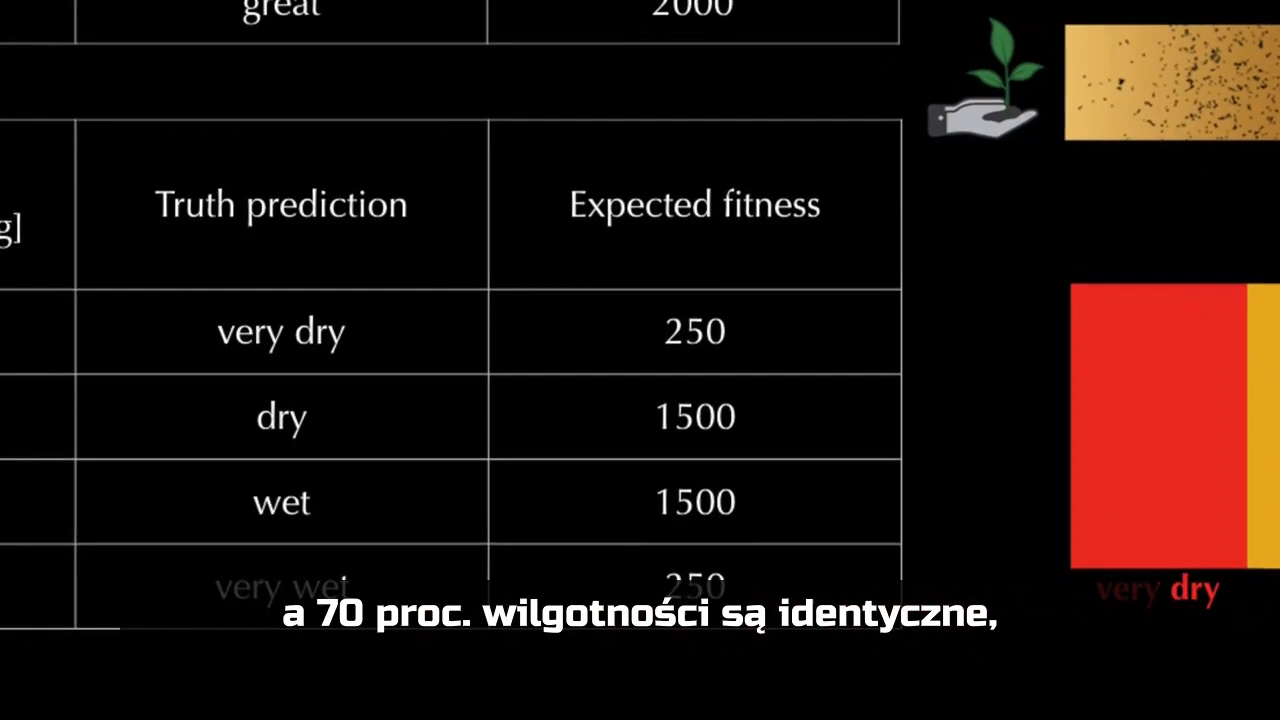 great 2000
g]
Truth prediction Expected fitness
very dry 250
dry 1500
wet 1500
very wet 250
very dry
a 70 proc. wilgotności są identyczne,